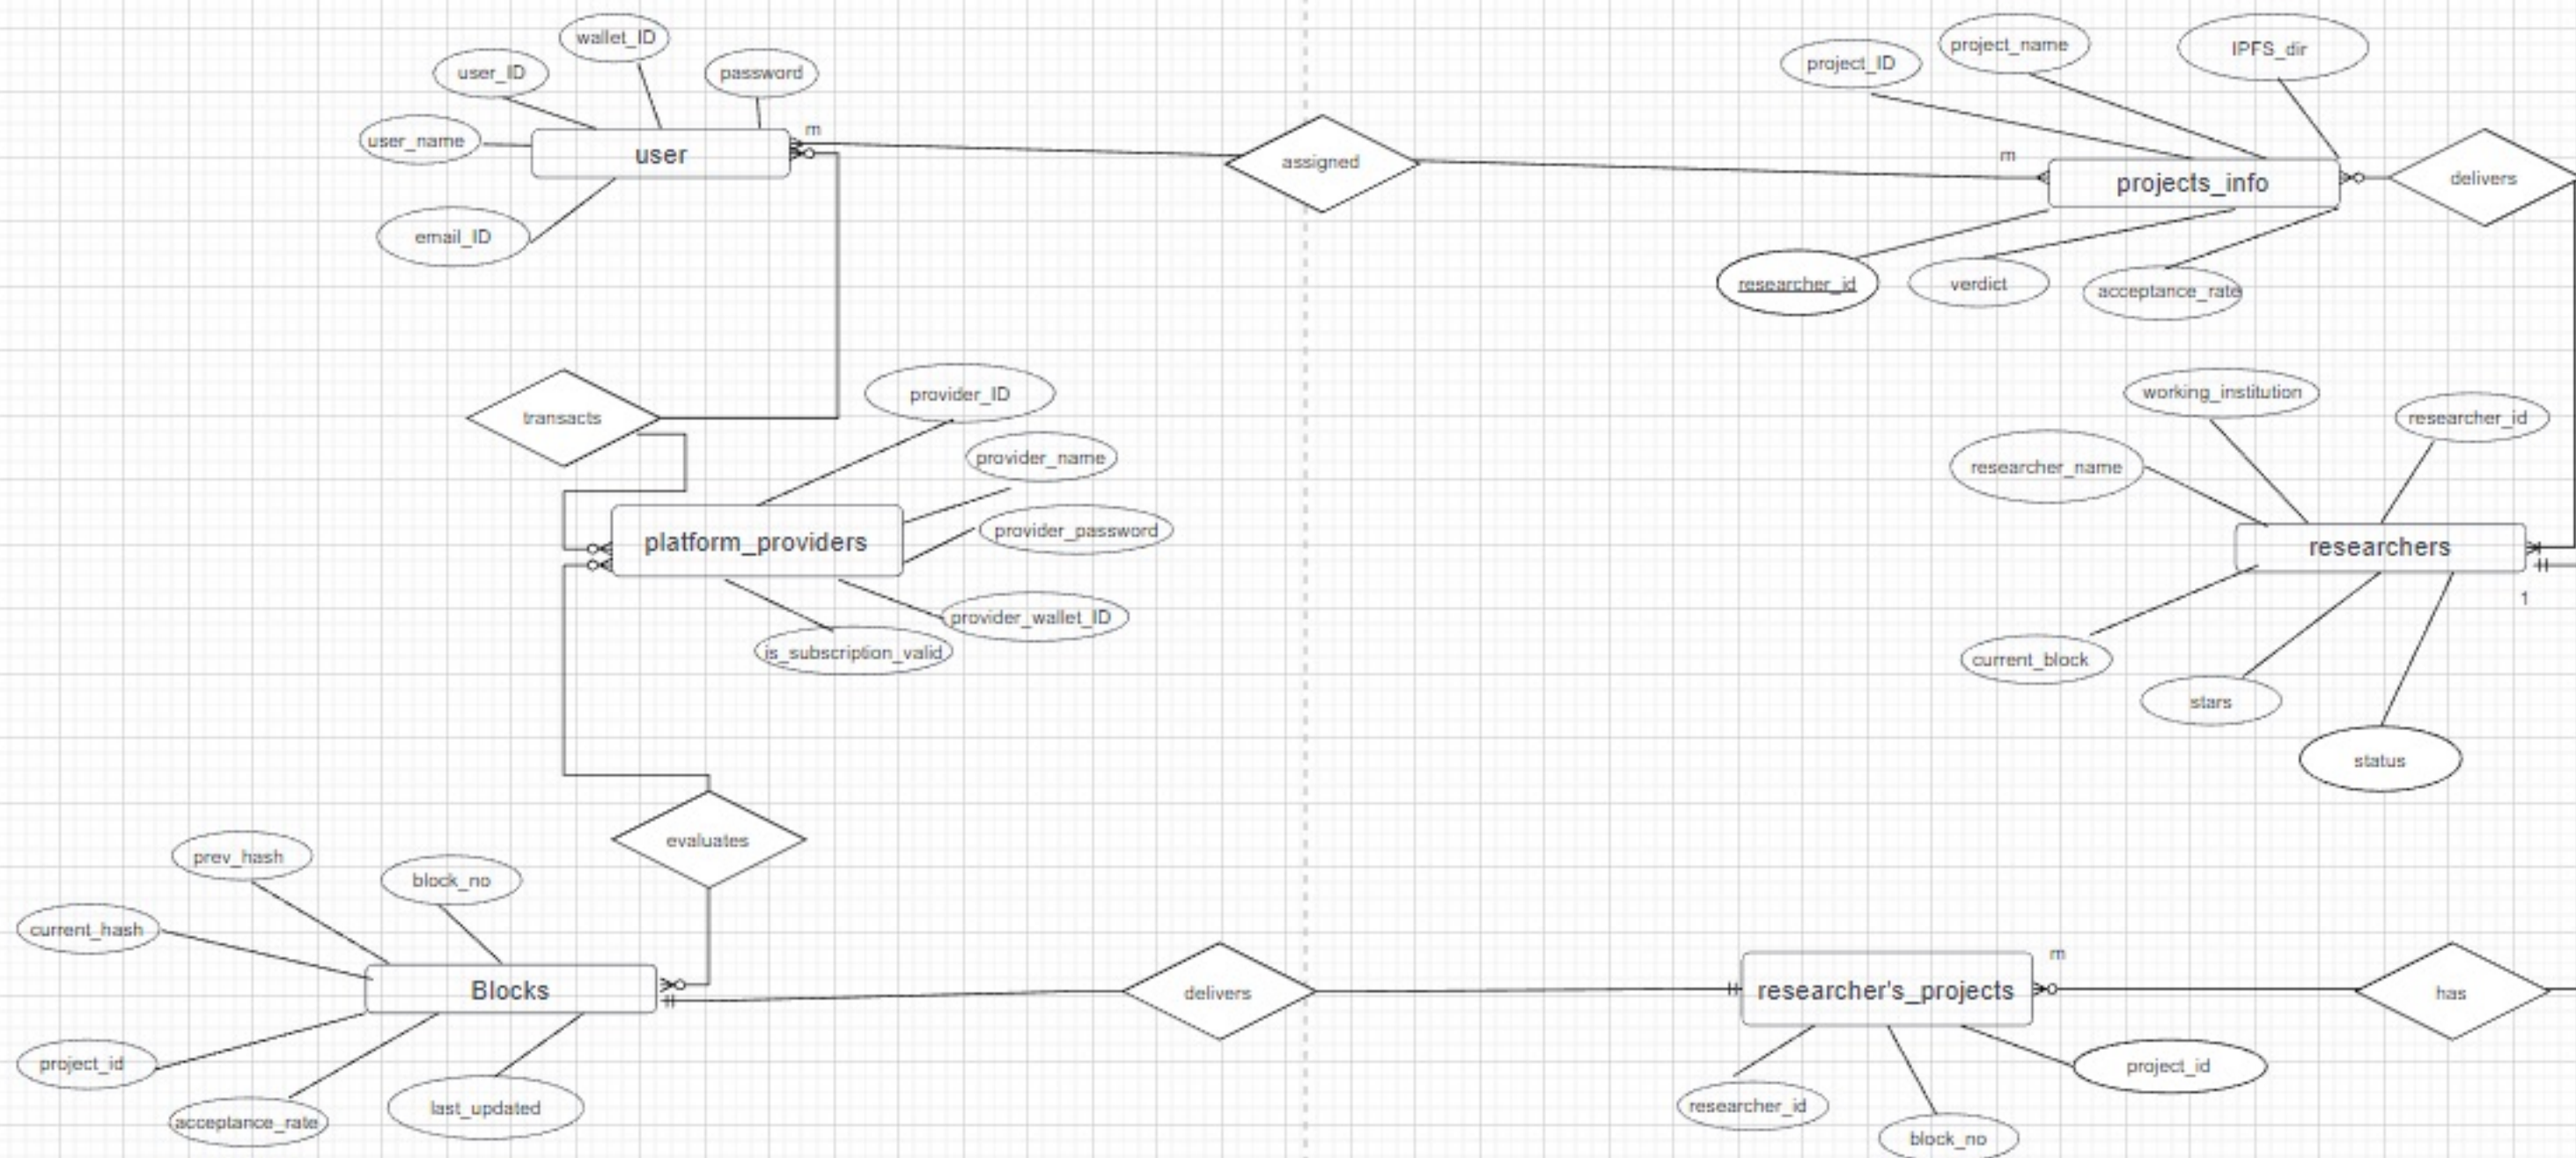 wallet_ID
user_ID
password
user_name
user
m
email_ID
assigned
project_ID
project_name
IPFS_dir
m
projects_info
delivers
researcher_id
verdict
acceptance_rate
transacts
provider_ID
provider_name
provider_password
platform_providers
provider_wallet_ID
is_subscription_valid
working_institution
researcher_id
researcher_name
researchers
1
current_block
stars
status
evaluates
prev_hash
block_no
current_hash
Blocks
project_id
acceptance_rate
last_updated
delivers
researcher's_projects
m
has
project_id
researcher_id
block_no